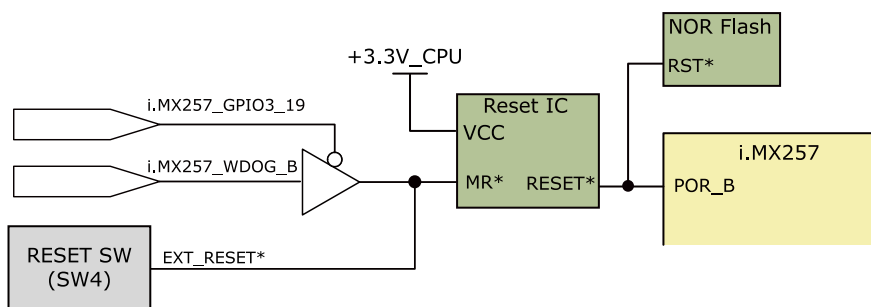 NOR Flash
RST*
+3.3V_CPU
Reset IC
VCC
MR*
RESET*
i.MX257_GPIO3_19
i.MX257_WDOG_B
i.MX257
POR_B
RESET SW
(SW4)
EXT_RESET*